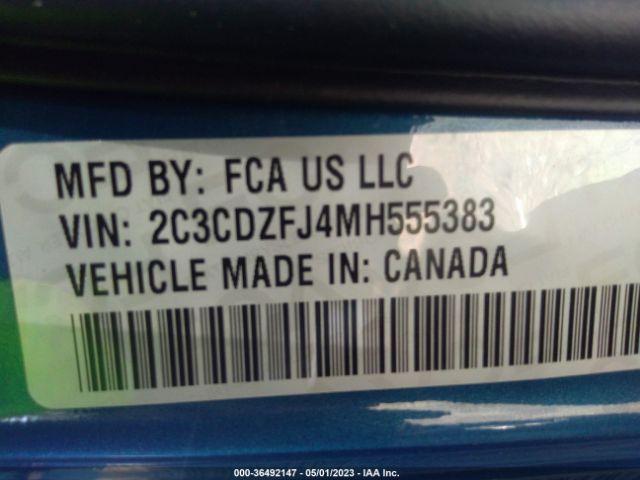 MFD BY: FCA US LLC
VIN: 2C3CDZFJ4MH555383
VEHICLE MADE IN: CANADA
000-36492147 - 05/01/2023 - IAA Inc.